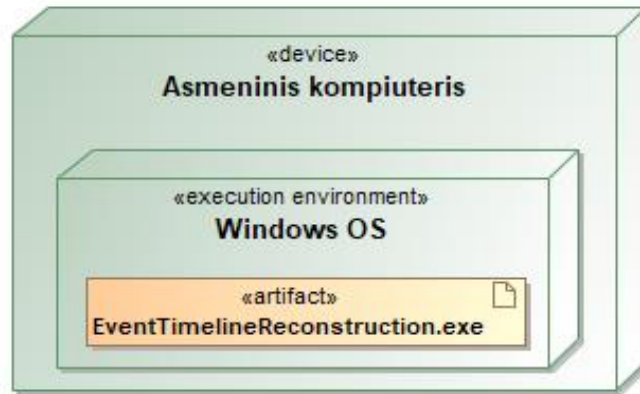 «device»
Asmeninis kompiuteris
«execution environment»
Windows OS
«artifact»
EventTimelineReconstruction.exe